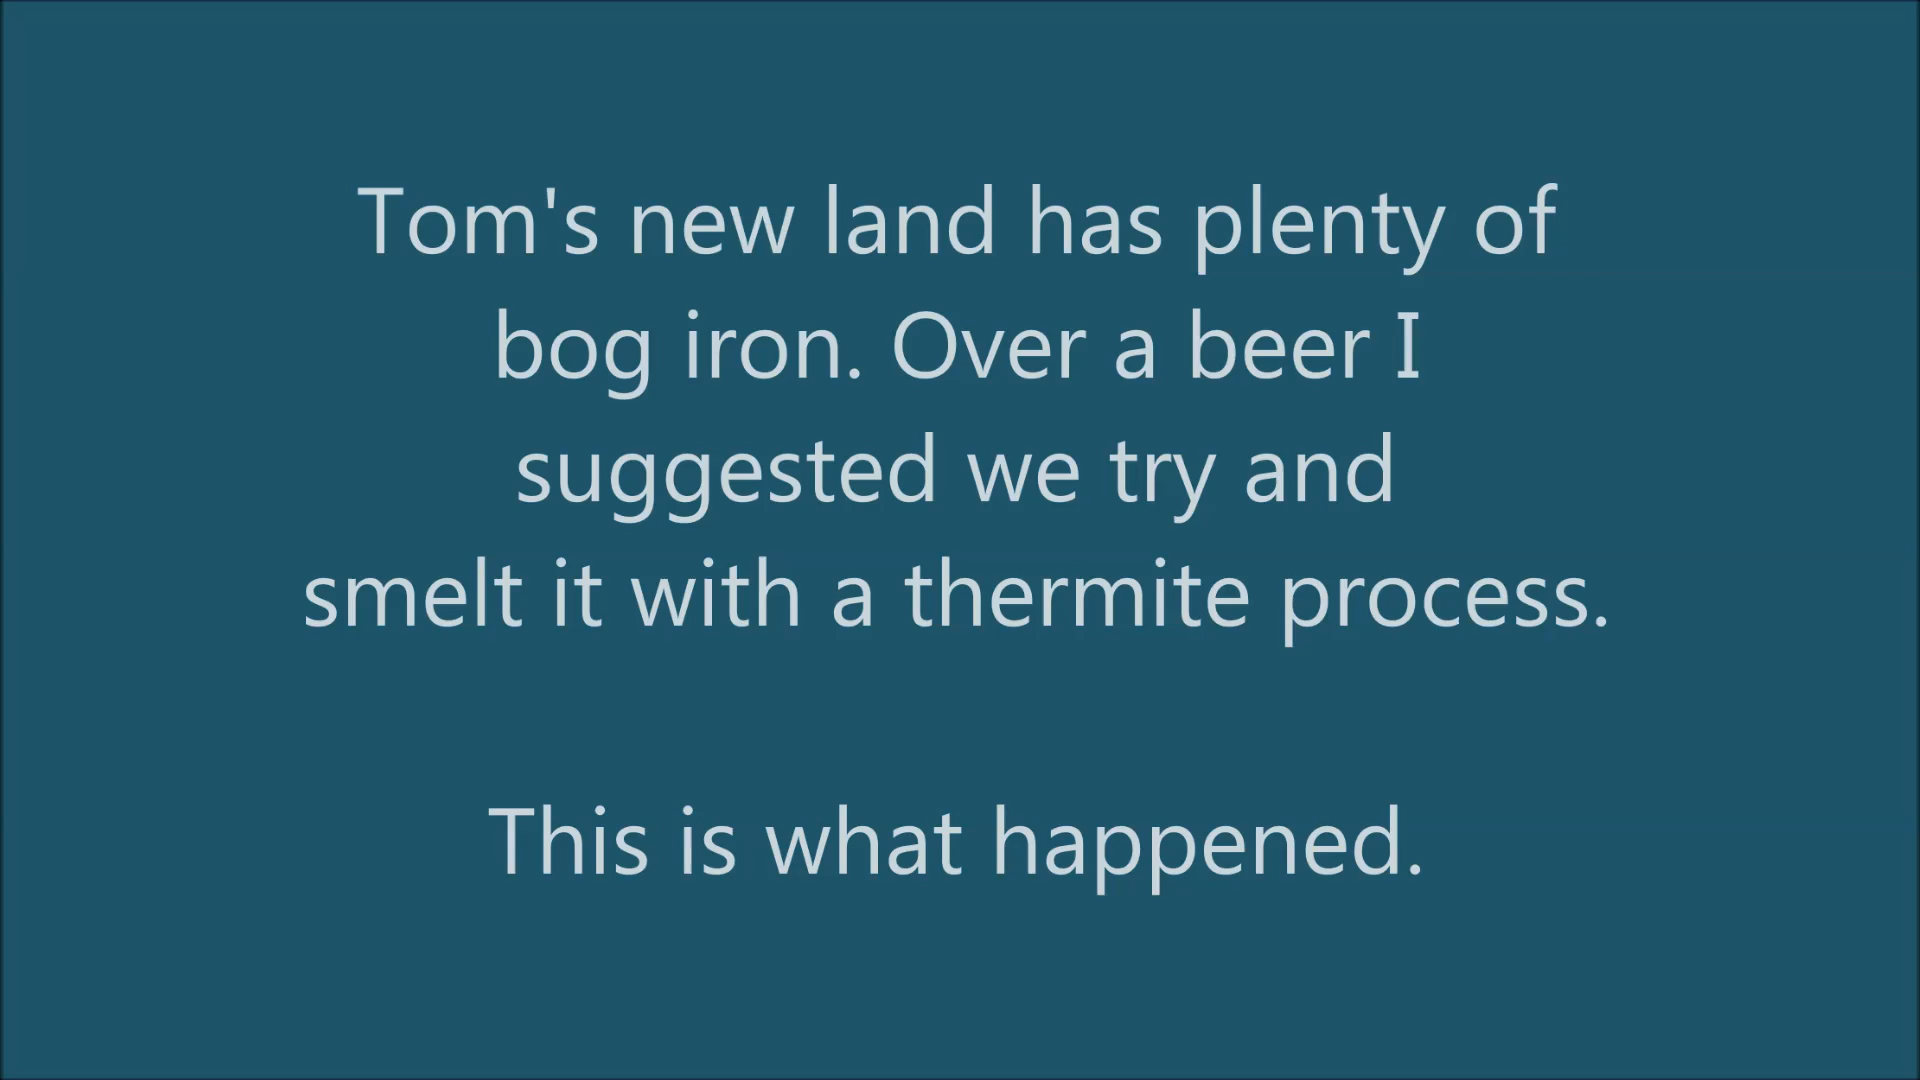 Tom's new land has plenty of
bog iron. Over a beer I
suggested we try and
smelt it with a thermite process.
This is what happened.